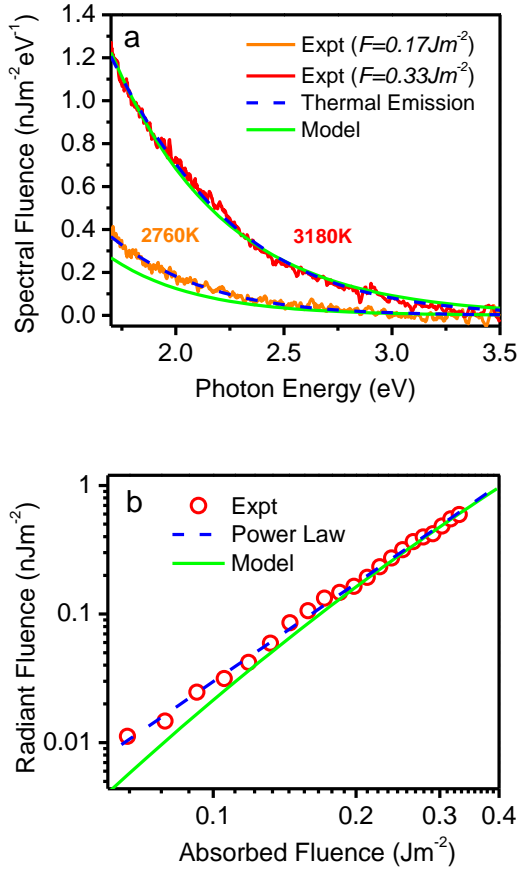 a
Expt (F=0.17Jm-2)
Expt (F=0.33Jm-2)
Thermal Emission
Model
2760K
3180K
Spectral Fluence (nJm-2eV-1)
1.4
1.2
1.0
0.8
0.6
0.4
0.2
0.0
2.0 2.5 3.0 3.5
Photon Energy (eV)
b
Expt
Power Law
Model
Radiant Fluence (nJm-2)
1
0.1
0.01
0.1 0.2 0.3 0.4
Absorbed Fluence (Jm-2)